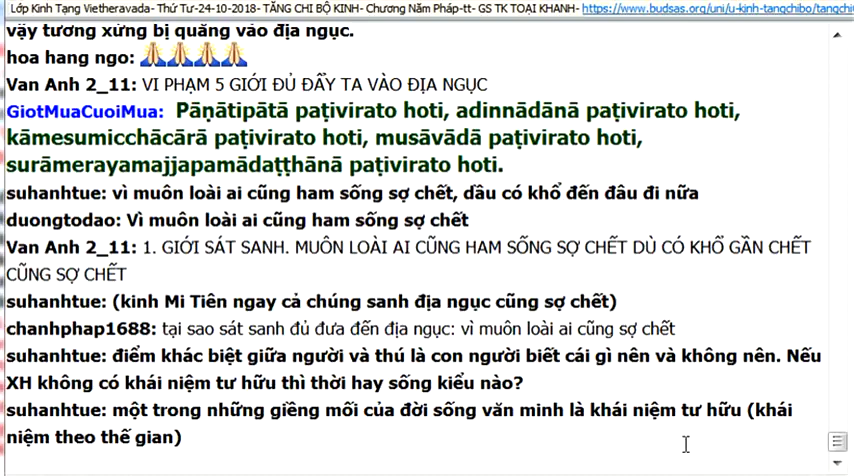 Lớp Kinh Tạng Vietheravada- Thứ Tư-24-10-2018- TĂNG CHI BỘ KINH- Chương Năm Pháp-tt- GS TK TOẠI KHANH- https://www.budsas.org/uni/u-kinh-tangchibo/tangchi
vậy tương xứng bị quăng vào địa ngục.
hoa hang ngo: 🙏🙏🙏🙏
Van Anh 2_11: VI PHẠM 5 GIỚI ĐỦ ĐẨY TA VÀO ĐỊA NGỤC
GiotMuaCuoiMua: Pāṇātipātā paṭivirato hoti, adinnādānā paṭivirato hoti,
kāmesumicchācārā paṭivirato hoti, musāvādā paṭivirato hoti,
surāmerayamajjapamādaṭṭhānā paṭivirato hoti.
suhanhtue: vì muôn loài ai cũng ham sống sợ chết, dầu có khổ đến đâu đi nữa
duongtodao: Vì muôn loài ai cũng ham sống sợ chết
Van Anh 2_11: 1. GIỚI SÁT SANH. MUÔN LOÀI AI CŨNG HAM SỐNG SỢ CHẾT DÙ CÓ KHỔ GẦN CHẾT
CŨNG SỢ CHẾT
suhanhtue: (kinh Mi Tiên ngay cả chúng sanh địa ngục cũng sợ chết)
chanhphap1688: tại sao sát sanh đủ đưa đến địa ngục: vì muôn loài ai cũng sợ chết
suhanhtue: điểm khác biệt giữa người và thú là con người biết cái gì nên và không nên. Nếu
XH không có khái niệm tư hữu thì thời hay sống kiểu nào?
suhanhtue: một trong những giềng mối của đời sống văn minh là khái niệm tư hữu (khái
niệm theo thế gian)